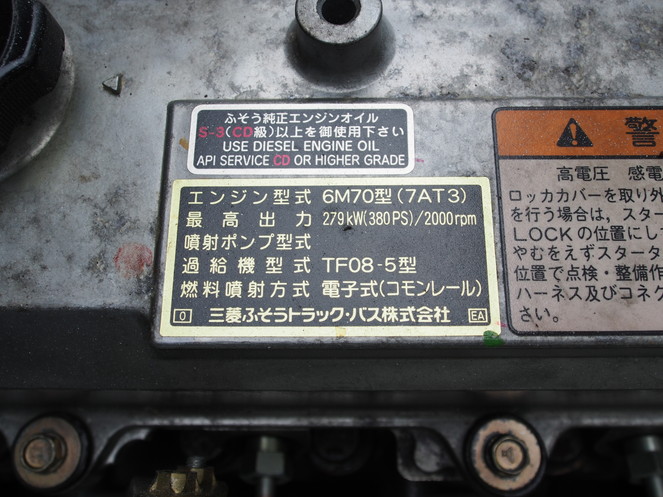 ふそう純正エンジンオイル
S-3(CD級)以上を御使用下さい
USE DIESEL ENGINE OIL
API SERVICE CD OR HIGHER GRADE
エンジン型式 6M70型(7AT3)
最高出力 279kW(380PS)/2000rpm
噴射ポンプ型式
過給機型式 TF08-5型
燃料噴射方式 電子式(コモンレール)
0 三菱ふそうトラック・バス株式会社 EA
警
高電圧 感電
ロッカカバーを取り外
を行う場合は，スター
LOCKの位置にし
やむをえずスタータ
位置で点検・整備作
ハーネス及びコネク
さい。